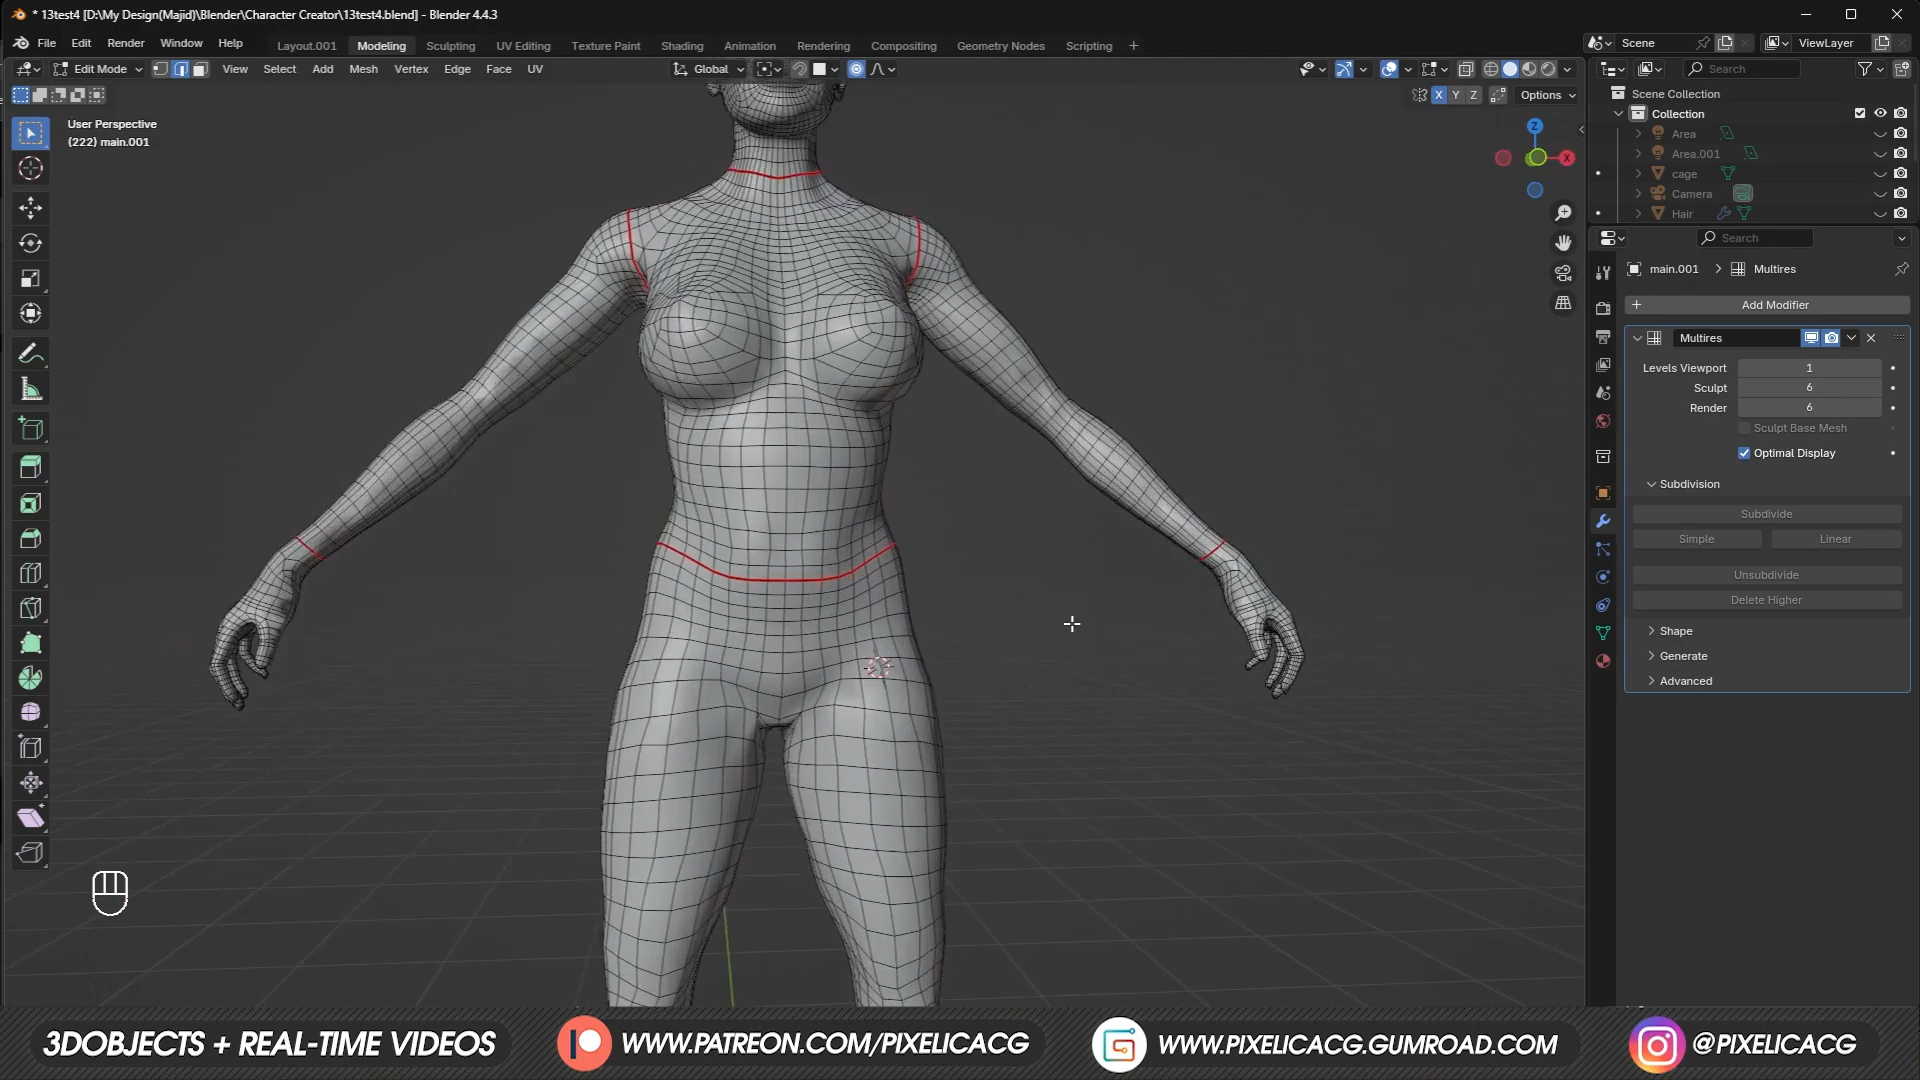 * 13test4 [D:\My Design(Majid)\Blender\Character Creator\13test4.blend] - Blender 4.4.3
File Edit Render Window Help Layout.001 Modeling Sculpting UV Editing Texture Paint Shading Animation Rendering Compositing Geometry Nodes Scripting + Scene ViewLayer
Edit Mode View Select Add Mesh Vertex Edge Face UV Global Search
X Y Z Options
Scene Collection
Collection
User Perspective
(222) main.001
Z
X
Area
Area.001
cage
Camera
Hair
Search
main.001 > Multires
+ Add Modifier
Multires
Levels Viewport 1
Sculpt 6
Render 6
Sculpt Base Mesh
Optimal Display
Subdivision
Subdivide
Simple Linear
Unsubdivide
Delete Higher
Shape
Generate
Advanced
3DOBJECTS + REAL-TIME VIDEOS WWW.PATREON.COM/PIXELICACG WWW.PIXELICACG.GUMROAD.COM @PIXELICACG